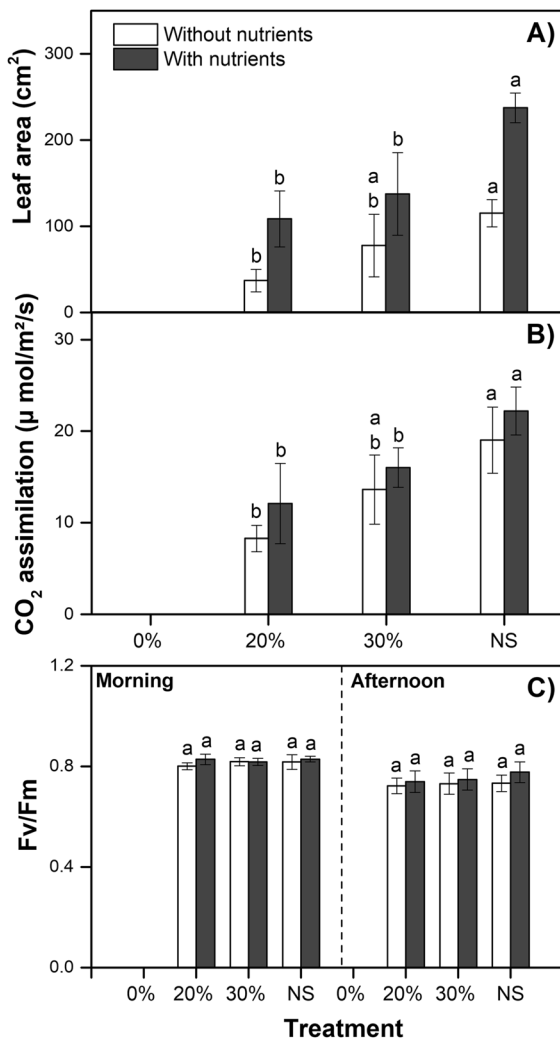 A)
Without nutrients
With nutrients
Leaf area (cm²)
300
200
100
0
b
b
a
b
b
a
a
B)
CO₂ assimilation (µ mol/m²/s)
30
20
10
0
b
b
a
b
b
a
a
0%
20%
30%
NS
Morning
Afternoon
C)
Fv/Fm
1.2
0.8
0.4
0.0
a a a a a a a a a a a a
0% 20% 30% NS 0% 20% 30% NS
Treatment